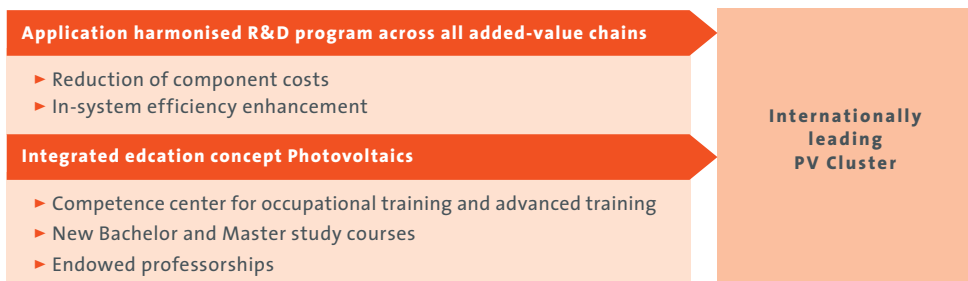 Application harmonised R&D program across all added-value chains
► Reduction of component costs
► In-system efficiency enhancement
Integrated edcation concept Photovoltaics
► Competence center for occupational training and advanced training
► New Bachelor and Master study courses
► Endowed professorships
Internationally
leading
PV Cluster